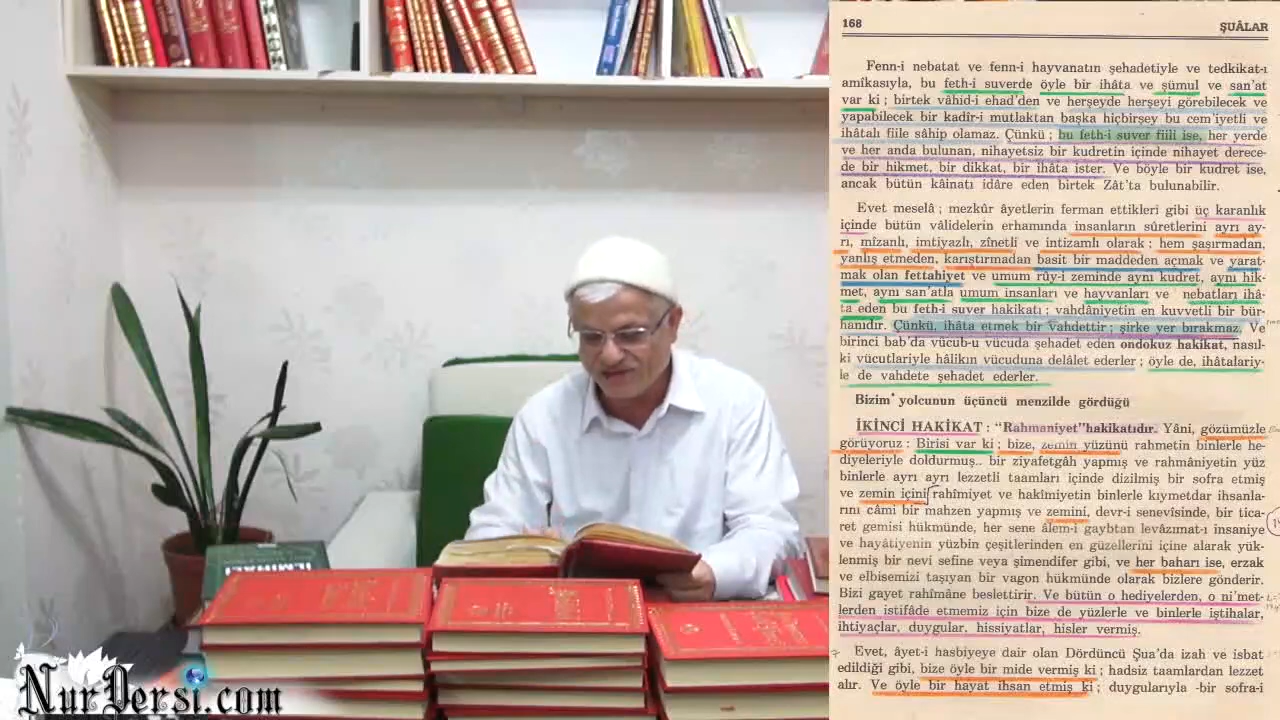 168 ŞUÂLAR
Fenn-i nebatat ve fenn-i hayvanatın şehadetiyle ve tedkikat-ı
amîkasıyla, bu feth-i suverde öyle bir ihâta ve şümul ve san'at
var ki ; birtek vâhid-i ehad'den ve herşeyde herşeyi görebilecek ve
yapabilecek bir kadîr-i mutlaktan başka hiçbirşey bu cem'iyetli ve
ihâtalı fiile sâhip olamaz. Çünkü ; bu feth-i suver fiili ise, her yerde
ve her anda bulunan, nihayetsiz bir kudretin içinde nihayet derece-
de bir hikmet, bir dikkat, bir ihâta ister. Ve böyle bir kudret ise,
ancak bütün kâinatı idâre eden birtek Zât'ta bulunabilir.
Evet meselâ ; mezkûr âyetlerin ferman ettikleri gibi üç karanlık
içinde bütün vâlidelerin erhamında insanların sûretlerini ayrı ay-
rı, mîzanlı, imtiyazlı, zînetli ve intizamlı olarak ; hem şaşırmadan,
yanlış etmeden, karıştırmadan basit bir maddeden açmak ve yarat-
mak olan fettahiyet ve umum rûy-i zeminde aynı kudret, aynı hik-
met, aynı san'atla umum insanları ve hayvanları ve nebatları ihâ-
ta eden bu feth-i suver hakikatı ; vahdâniyetin en kuvvetli bir bür-
hanıdır. Çünkü, ihâta etmek bir vahdettir ; şirke yer bırakmaz. Ve
birinci bab'da vücub-u vücuda şehadet eden ondokuz hakikat, nasıl-
ki vücutlariyle hâlikın vücuduna delâlet ederler ; öyle de, ihâtalariy-
le de vahdete şehadet ederler.
Bizim yolcunun üçüncü menzilde gördüğü
İKİNCİ HAKİKAT : "Rahmaniyet" hakikatıdır. Yâni, gözümüzle
görüyoruz : Birisi var ki ; bize, zemin yüzünü rahmetin binlerle he-
diyeleriyle doldurmuş.. bir ziyafetgâh yapmış ve rahmâniyetin yüz
binlerle ayrı ayrı lezzetli taamları içinde dizilmiş bir sofra etmiş
ve zemin içini rahîmiyet ve hakîmiyetin binlerle kıymetdar ihsanla-
rını câmi bir mahzen yapmış ve zemini, devr-i senevîsinde, bir tica-
ret gemisi hükmünde, her sene âlem-i gaybtan levâzımat-ı insaniye
ve hayâtiyenin yüzbin çeşitlerinden en güzellerini içine alarak yük-
lenmiş bir nevi sefine veya şimendifer gibi, ve her baharı ise, erzak
ve elbisemizi taşıyan bir vagon hükmünde olarak bizlere gönderir.
Bizi gayet rahîmâne beslettirir. Ve bütün o hediyelerden, o ni'met-
lerden istifâde etmemiz için bize de yüzlerle ve binlerle iştihalar,
ihtiyaçlar, duygular, hissiyatlar, hisler vermiş.
Evet, âyet-i hasbiyeye dair olan Dördüncü Şua'da izah ve isbat
edildiği gibi, bize öyle bir mide vermiş ki ; hadsiz taamlardan lezzet
alır. Ve öyle bir hayat ihsan etmiş ki ; duygularıyla -bir sofra-i
NurDersi.com